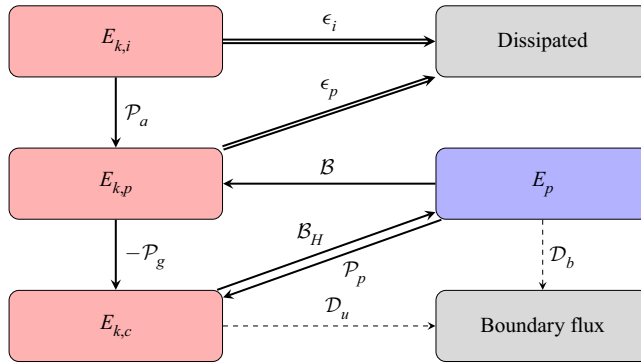 E_{k,i}
ϵ_i
Dissipated
𝒫_a
ϵ_p
E_{k,p}
ℬ
E_p
−𝒫_g
ℬ_H
𝒫_p
𝒟_b
E_{k,c}
𝒟_u
Boundary flux